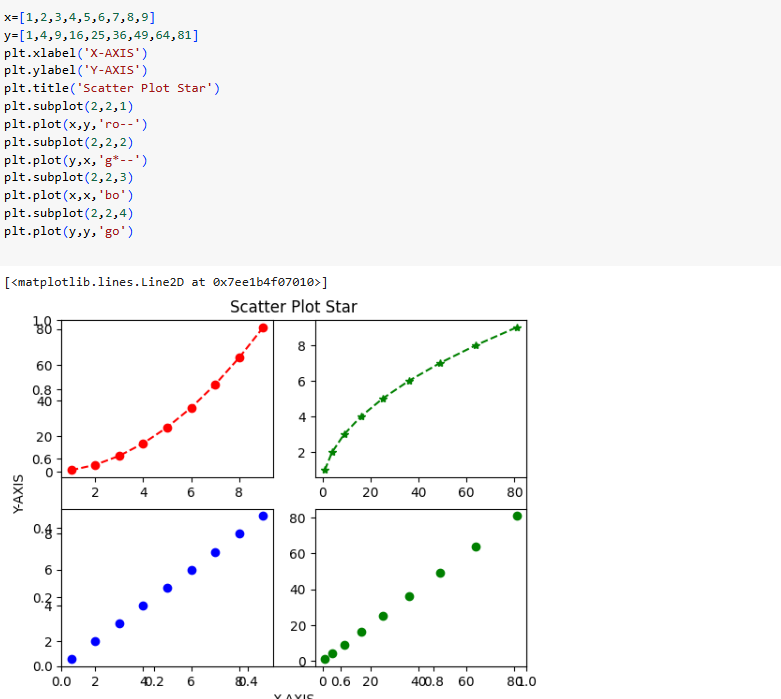 x=[1,2,3,4,5,6,7,8,9]
y=[1,4,9,16,25,36,49,64,81]
plt.xlabel('X-AXIS')
plt.ylabel('Y-AXIS')
plt.title('Scatter Plot Star')
plt.subplot(2,2,1)
plt.plot(x,y,'ro--')
plt.subplot(2,2,2)
plt.plot(y,x,'g*--')
plt.subplot(2,2,3)
plt.plot(x,x,'bo')
plt.subplot(2,2,4)
plt.plot(y,y,'go')
[<matplotlib.lines.Line2D at 0x7ee1b4f07010>]
Scatter Plot Star
1.0
80
60
0.8
40
20
0.6
0
2 4 6 8
8
6
4
2
0 20 40 60 80
Y-AXIS
0.4
8
6
0.2
4
2
0.0
0.0 2 4 0.2 6 8 0.4
80
60
40
20
0
0 0.6 20 40 0.8 60 80 1.0
X-AXIS